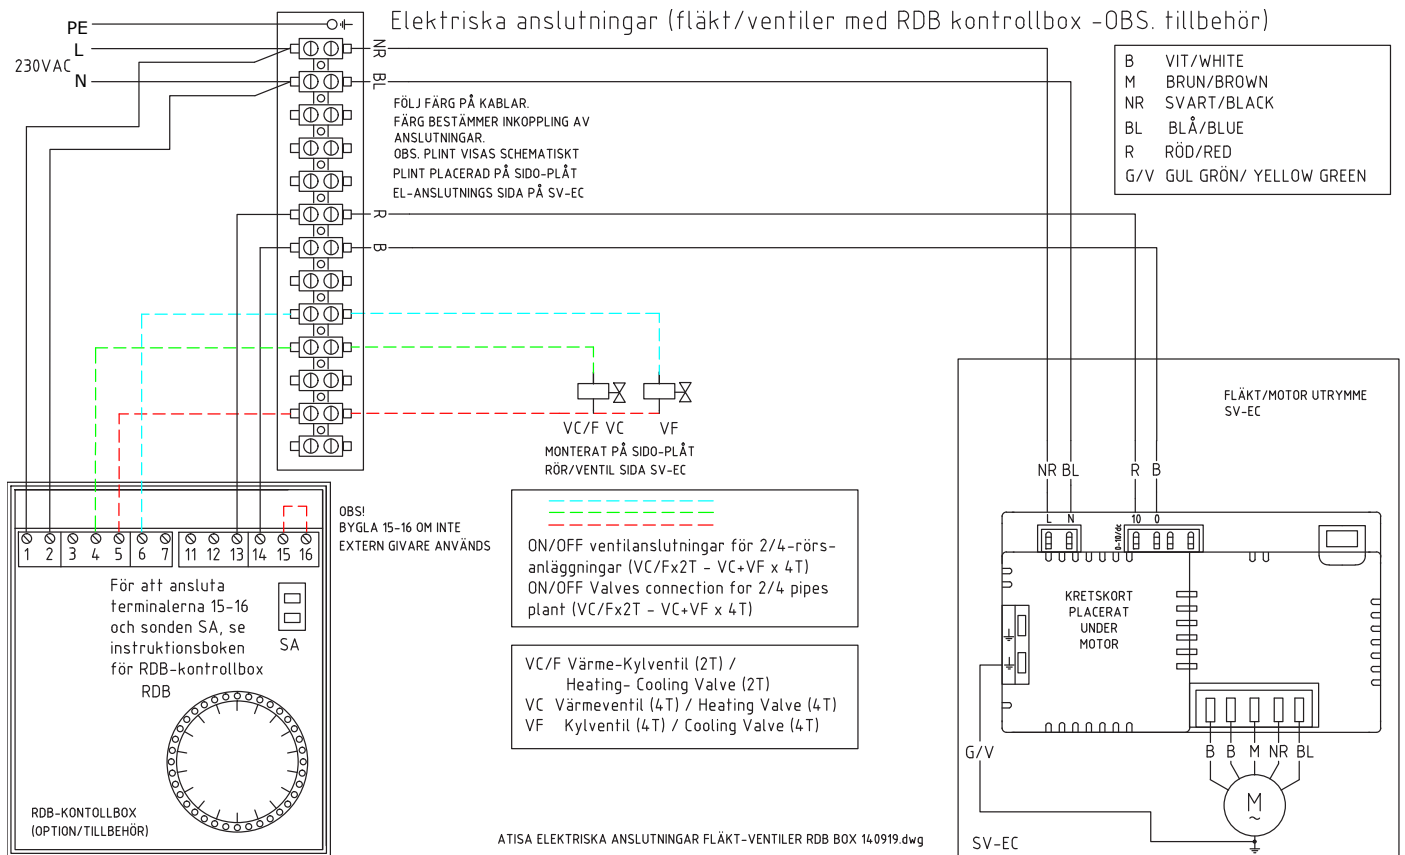 Elektriska anslutningar (fläkt/ventiler med RDB kontrollbox -OBS. tillbehör)
PE
L
230VAC
N
NR
BL
FÖLJ FÄRG PÅ KABLAR.
FÄRG BESTÄMMER INKOPPLING AV
ANSLUTNINGAR.
OBS. PLINT VISAS SCHEMATISKT
PLINT PLACERAD PÅ SIDO-PLÅT
EL-ANSLUTNINGS SIDA PÅ SV-EC
R
B
B VIT/WHITE
M BRUN/BROWN
NR SVART/BLACK
BL BLÅ/BLUE
R RÖD/RED
G/V GUL GRÖN/ YELLOW GREEN
VC/F VC VF
MONTERAT PÅ SIDO-PLÅT
RÖR/VENTIL SIDA SV-EC
FLÄKT/MOTOR UTRYMME
SV-EC
NR BL R B
L N 10 0
0-10/dc
KRETSKORT
PLACERAT
UNDER
MOTOR
G/V
B B M NR BL
M
~
SV-EC
OBS!
BYGLA 15-16 OM INTE
EXTERN GIVARE ANVÄNDS
1 2 3 4 5 6 7 11 12 13 14 15 16
För att ansluta
terminalerna 15-16
och sonden SA, se
instruktionsboken
för RDB-kontrollbox
SA
RDB
RDB-KONTOLLBOX
(OPTION/TILLBEHÖR)
ON/OFF ventilanslutningar för 2/4-rörs-
anläggningar (VC/Fx2T - VC+VF x 4T)
ON/OFF Valves connection for 2/4 pipes
plant (VC/Fx2T - VC+VF x 4T)
VC/F Värme-Kylventil (2T) /
Heating- Cooling Valve (2T)
VC Värmeventil (4T) / Heating Valve (4T)
VF Kylventil (4T) / Cooling Valve (4T)
ATISA ELEKTRISKA ANSLUTNINGAR FLÄKT-VENTILER RDB BOX 140919.dwg